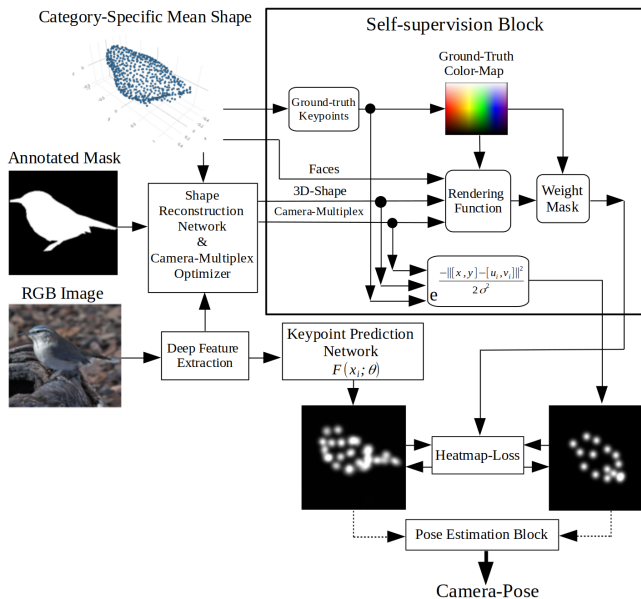 Category-Specific Mean Shape
Self-supervision Block
Ground-Truth
Color-Map
Ground-truth
Keypoints
Annotated Mask
Faces
3D-Shape
Camera-Multiplex
Shape
Reconstruction
Network
&
Camera-Multiplex
Optimizer
Rendering
Function
Weight
Mask
e^{-||[x,y]-[u_i,v_i]||^2 / 2σ^2}
RGB Image
Deep Feature
Extraction
Keypoint Prediction
Network
F(x_i; θ)
Heatmap-Loss
Pose Estimation Block
Camera-Pose